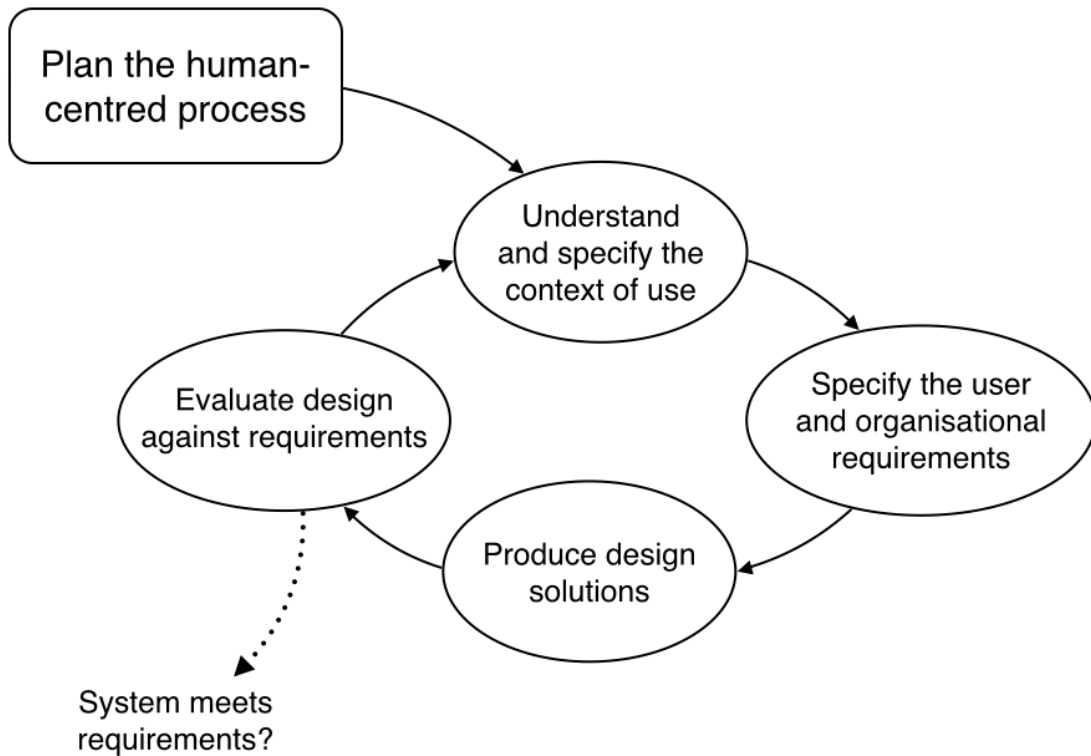 Plan the human-
centred process
Understand
and specify the
context of use
Specify the user
and organisational
requirements
Produce design
solutions
Evaluate design
against requirements
System meets
requirements?